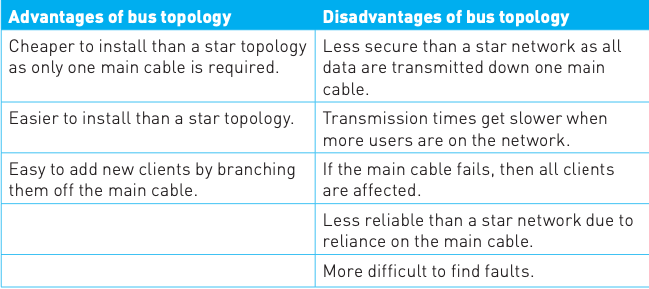 Advantages of bus topology
Disadvantages of bus topology
Cheaper to install than a star topology
as only one main cable is required.
Less secure than a star network as all
data are transmitted down one main
cable.
Easier to install than a star topology.
Transmission times get slower when
more users are on the network.
Easy to add new clients by branching
them off the main cable.
If the main cable fails, then all clients
are affected.
Less reliable than a star network due to
reliance on the main cable.
More difficult to find faults.